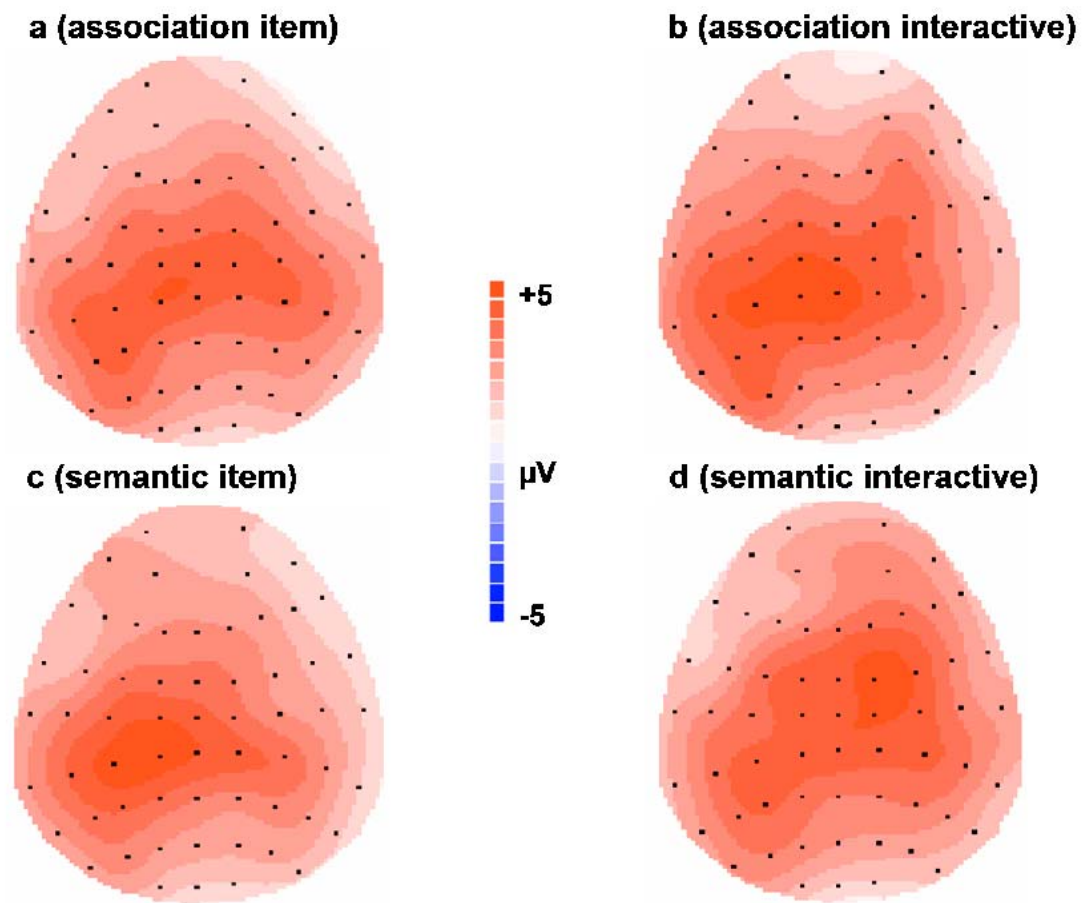 a (association item)
b (association interactive)
+5
µV
-5
c (semantic item)
d (semantic interactive)